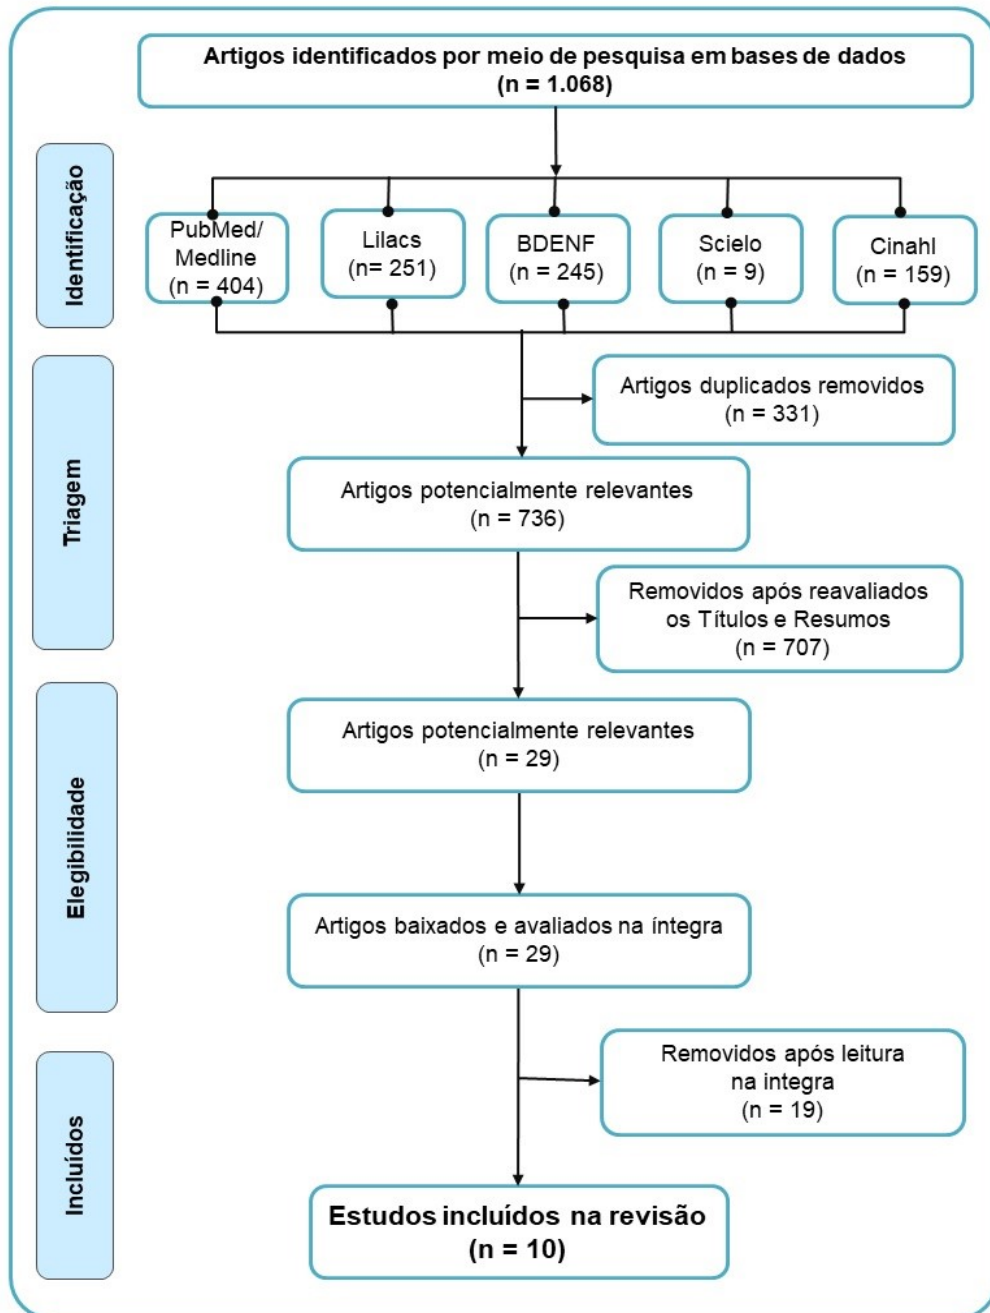 Artigos identificados por meio de pesquisa em bases de dados
(n = 1.068)
Identificação
PubMed/
Medline
(n = 404)
Lilacs
(n= 251)
BDENF
(n = 245)
Scielo
(n = 9)
Cinahl
(n = 159)
Triagem
Artigos duplicados removidos
(n = 331)
Artigos potencialmente relevantes
(n = 736)
Removidos após reavaliados
os Títulos e Resumos
(n = 707)
Elegibilidade
Artigos potencialmente relevantes
(n = 29)
Artigos baixados e avaliados na íntegra
(n = 29)
Incluídos
Removidos após leitura
na integra
(n = 19)
Estudos incluídos na revisão
(n = 10)